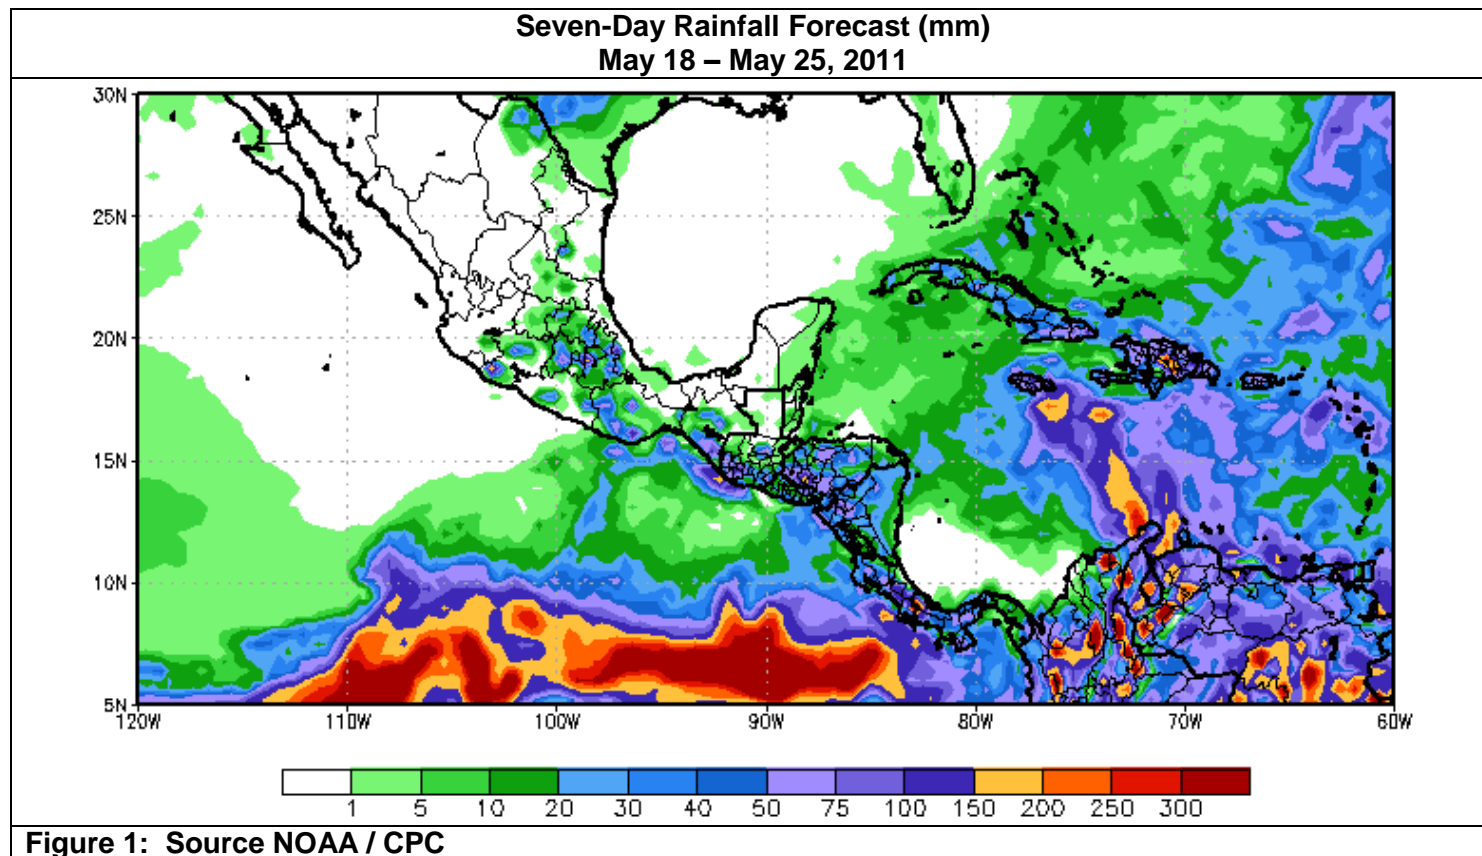 Seven-Day Rainfall Forecast (mm)
May 18 – May 25, 2011
30N
25N
20N
15N
10N
5N
120W 110W 100W 90W 80W 70W 60W
1 5 10 20 30 40 50 75 100 150 200 250 300
Figure 1: Source NOAA / CPC